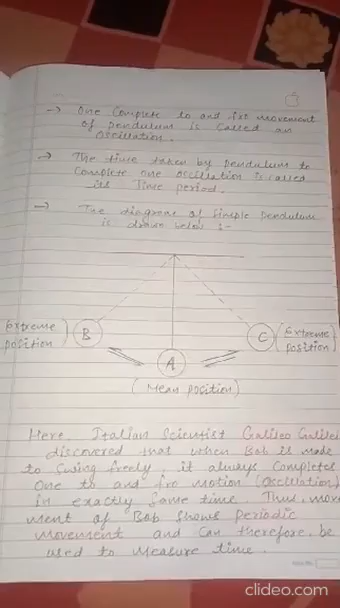 → One Complete to and fro movement
of pendulum is called an
Oscillation.
→ The time taken by pendulum to
Complete one oscillation is called
its Time period.
→ The diagrame of Simple Pendulum
is drawn below :-
(Extreme position) B
C (Extreme position)
A
(Mean position)
Here, Italian Scientist Galileo Galilei
discovered that when Bob is made
to Swing freely, it always Completes
One to and fro motion (Oscillation)
in exactly Same time. Thus, move
ment of Bob Shows Periodic
movement and Can therefore, be
used to measure time.
clideo.com